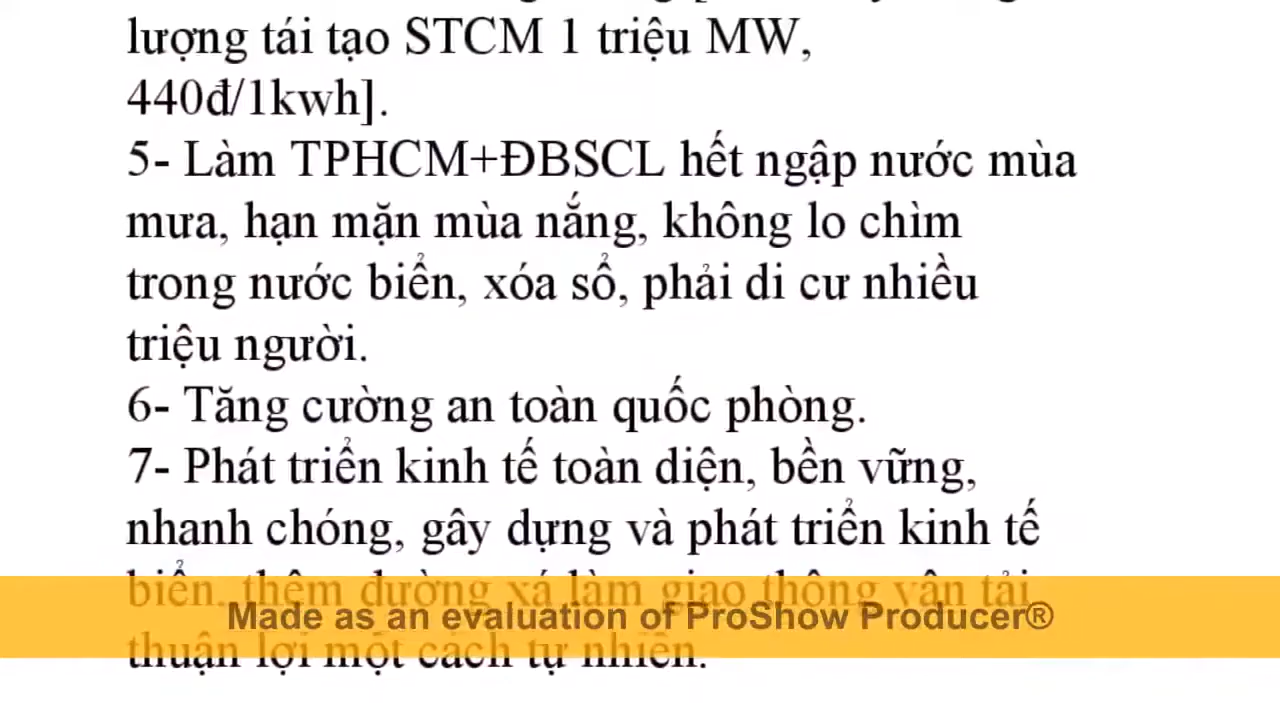 lượng tái tạo STCM 1 triệu MW,
440đ/1kwh].
5- Làm TPHCM+ĐBSCL hết ngập nước mùa
mưa, hạn mặn mùa nắng, không lo chìm
trong nước biển, xóa sổ, phải di cư nhiều
triệu người.
6- Tăng cường an toàn quốc phòng.
7- Phát triển kinh tế toàn diện, bền vững,
nhanh chóng, gây dựng và phát triển kinh tế
biển, thêm đường xá làm giao thông vận tải
Made as an evaluation of ProShow Producer®
thuận lợi một cách tự nhiên.